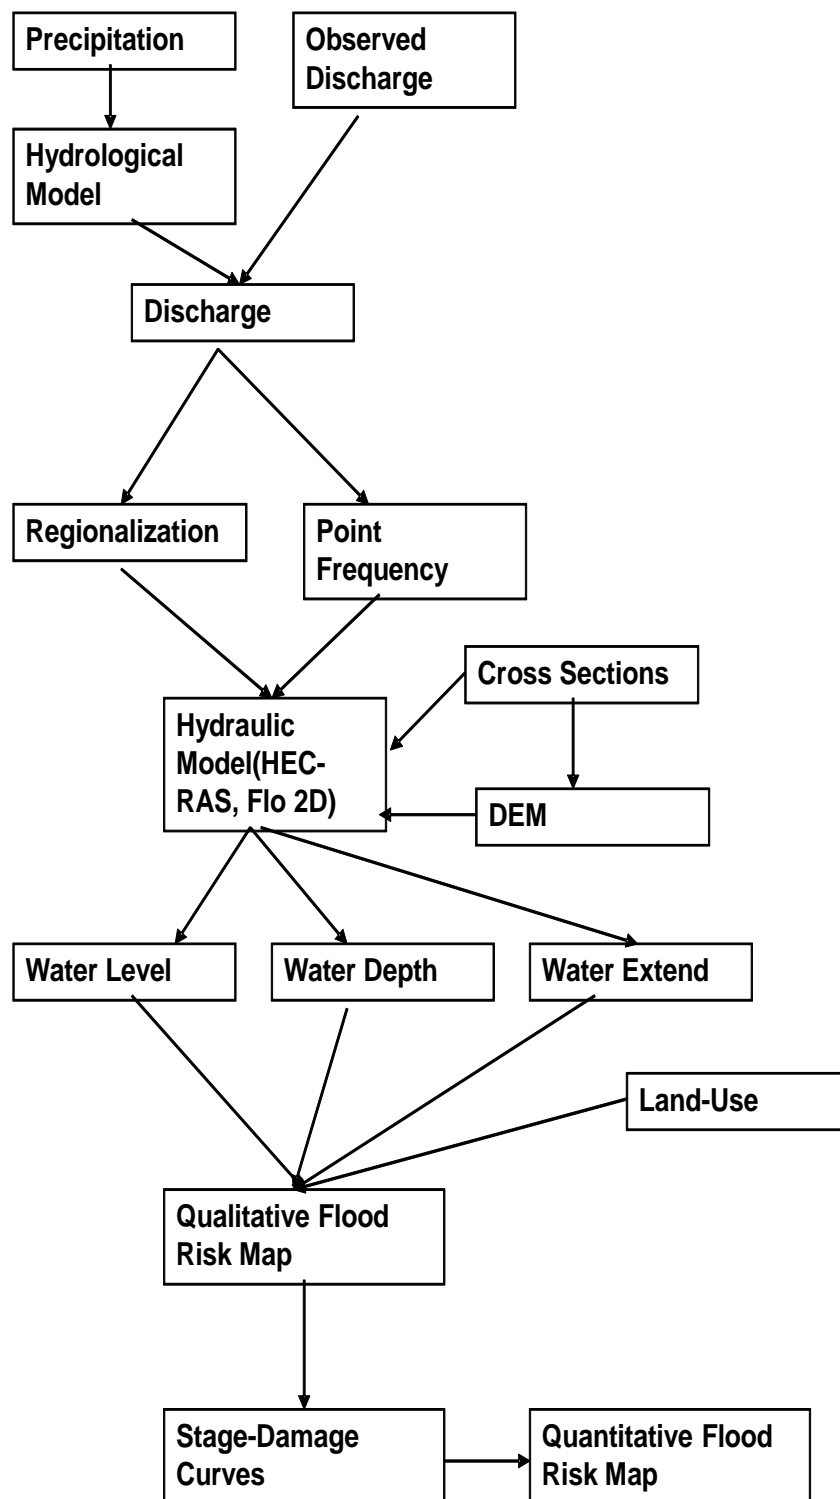 Precipitation
Observed
Discharge
Hydrological
Model
Discharge
Regionalization
Point
Frequency
Cross Sections
Hydraulic
Model(HEC-
RAS, Flo 2D)
DEM
Water Level
Water Depth
Water Extend
Land-Use
Qualitative Flood
Risk Map
Stage-Damage
Curves
Quantitative Flood
Risk Map